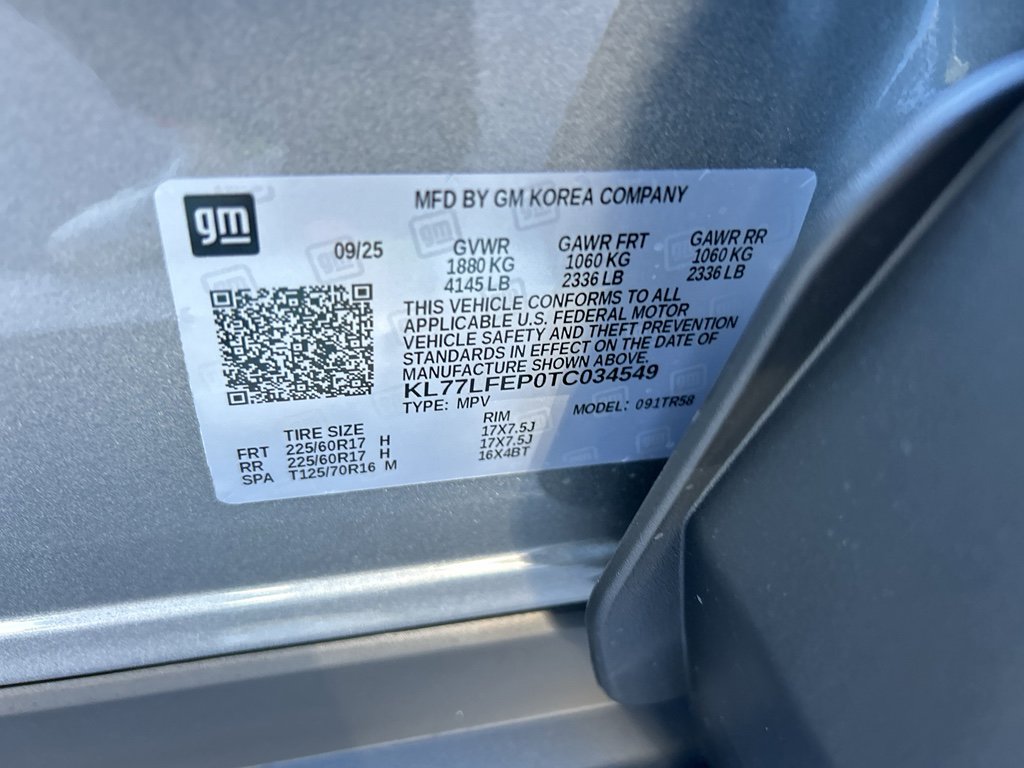 gm
MFD BY GM KOREA COMPANY
09/25
GVWR GAWR FRT GAWR RR
1880 KG 1060 KG 1060 KG
4145 LB 2336 LB 2336 LB
THIS VEHICLE CONFORMS TO ALL
APPLICABLE U.S. FEDERAL MOTOR
VEHICLE SAFETY AND THEFT PREVENTION
STANDARDS IN EFFECT ON THE DATE OF
MANUFACTURE SHOWN ABOVE.
KL77LFEP0TC034549
TYPE: MPV MODEL: 091TR58
TIRE SIZE RIM
FRT 225/60R17 H 17X7.5J
RR 225/60R17 H 17X7.5J
SPA T125/70R16 M 16X4BT